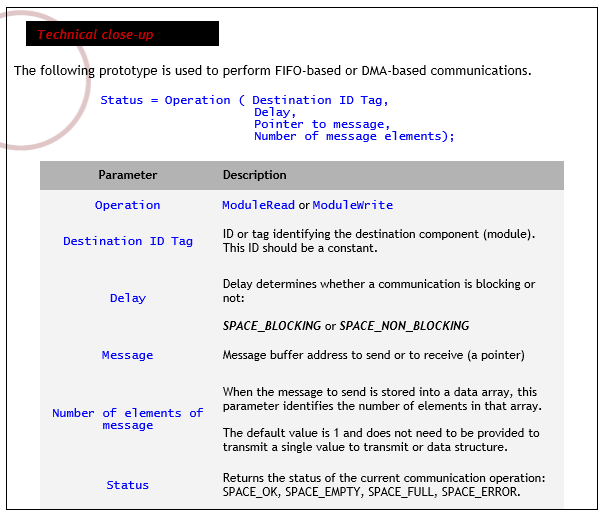 Technical close-up
The following prototype is used to perform FIFO-based or DMA-based communications.
Status = Operation ( Destination ID Tag,
Delay,
Pointer to message,
Number of message elements);
Parameter Description
Operation ModuleRead or ModuleWrite
Destination ID Tag ID or tag identifying the destination component (module).
This ID should be a constant.
Delay Delay determines whether a communication is blocking or
not:
SPACE_BLOCKING or SPACE_NON_BLOCKING
Message Message buffer address to send or to receive (a pointer)
Number of elements of
message
When the message to send is stored into a data array, this
parameter identifies the number of elements in that array.
The default value is 1 and does not need to be provided to
transmit a single value to transmit or data structure.
Status Returns the status of the current communication operation:
SPACE_OK, SPACE_EMPTY, SPACE_FULL, SPACE_ERROR.